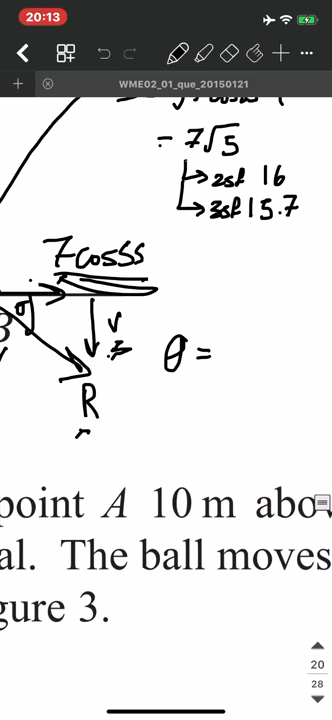 20:13
WME02_01_que_20150121
= 7√5
→ 2sf 16
→ 3sf 15.7
7cos55
θ
v
R
θ =
point A 10 m abo
al. The ball moves
gure 3.
20
28